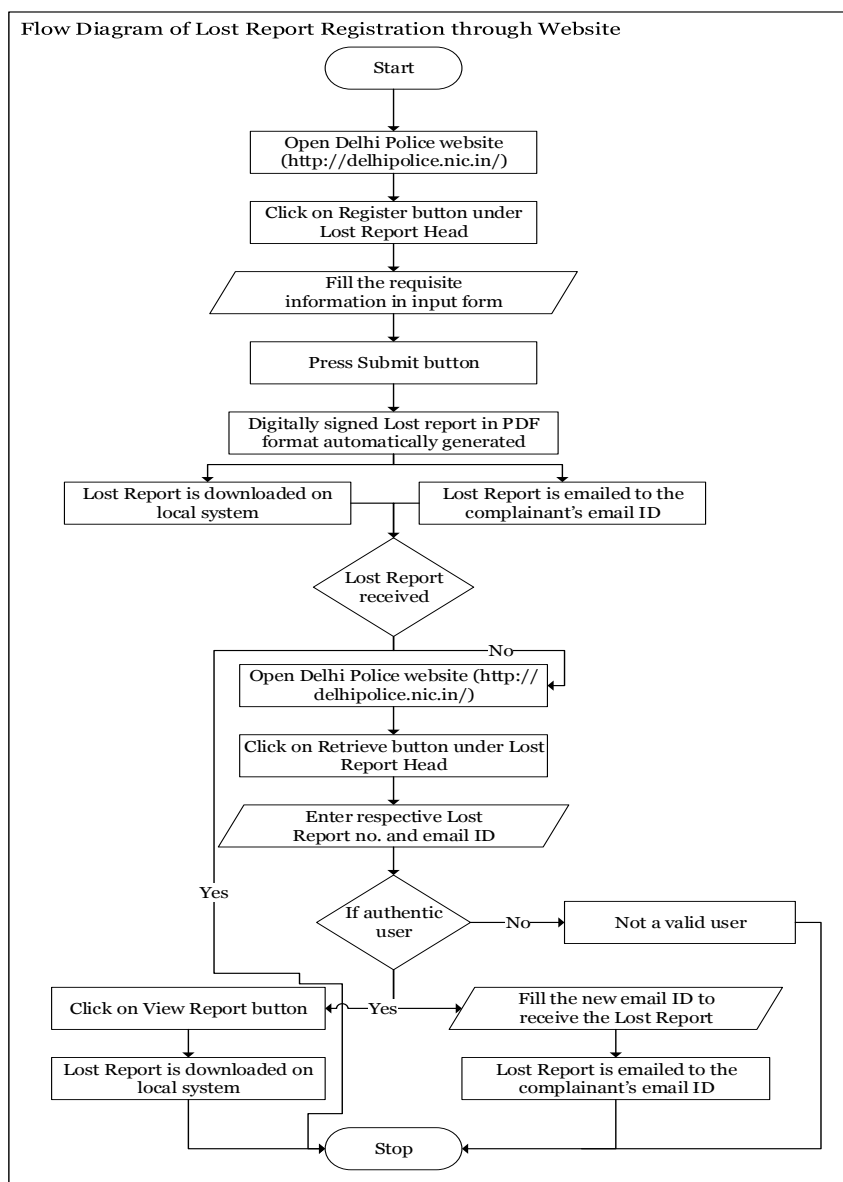 Flow Diagram of Lost Report Registration through Website
Start
Open Delhi Police website
(http://delhipolice.nic.in/)
Click on Register button under
Lost Report Head
Fill the requisite
information in input form
Press Submit button
Digitally signed Lost report in PDF
format automatically generated
Lost Report is downloaded on
local system
Lost Report is emailed to the
complainant's email ID
Lost Report
received
No
Open Delhi Police website (http://
delhipolice.nic.in/)
Click on Retrieve button under Lost
Report Head
Enter respective Lost
Report no. and email ID
Yes
If authentic
user
No
Not a valid user
Yes
Click on View Report button
Fill the new email ID to
receive the Lost Report
Lost Report is downloaded on
local system
Lost Report is emailed to the
complainant's email ID
Stop